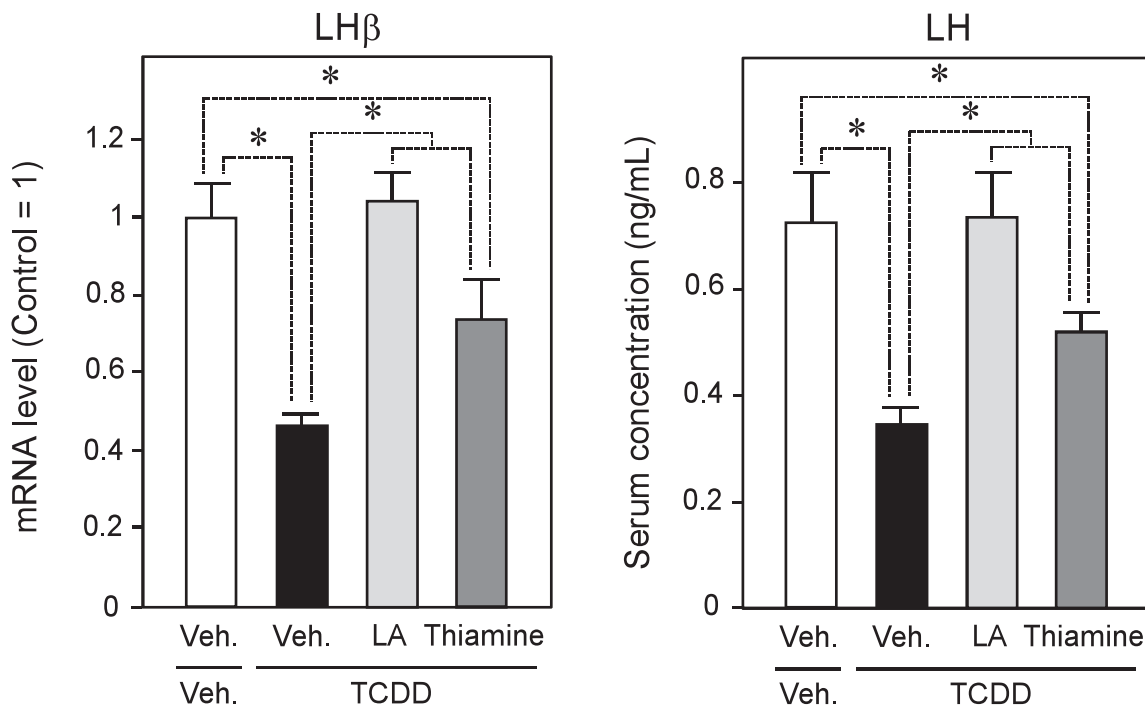 LHβ
*
*
*
mRNA level (Control = 1)
1.2
1
0.8
0.6
0.4
0.2
0
Veh. Veh. LA Thiamine
Veh. TCDD
LH
*
*
*
Serum concentration (ng/mL)
0.8
0.6
0.4
0.2
0
Veh. Veh. LA Thiamine
Veh. TCDD